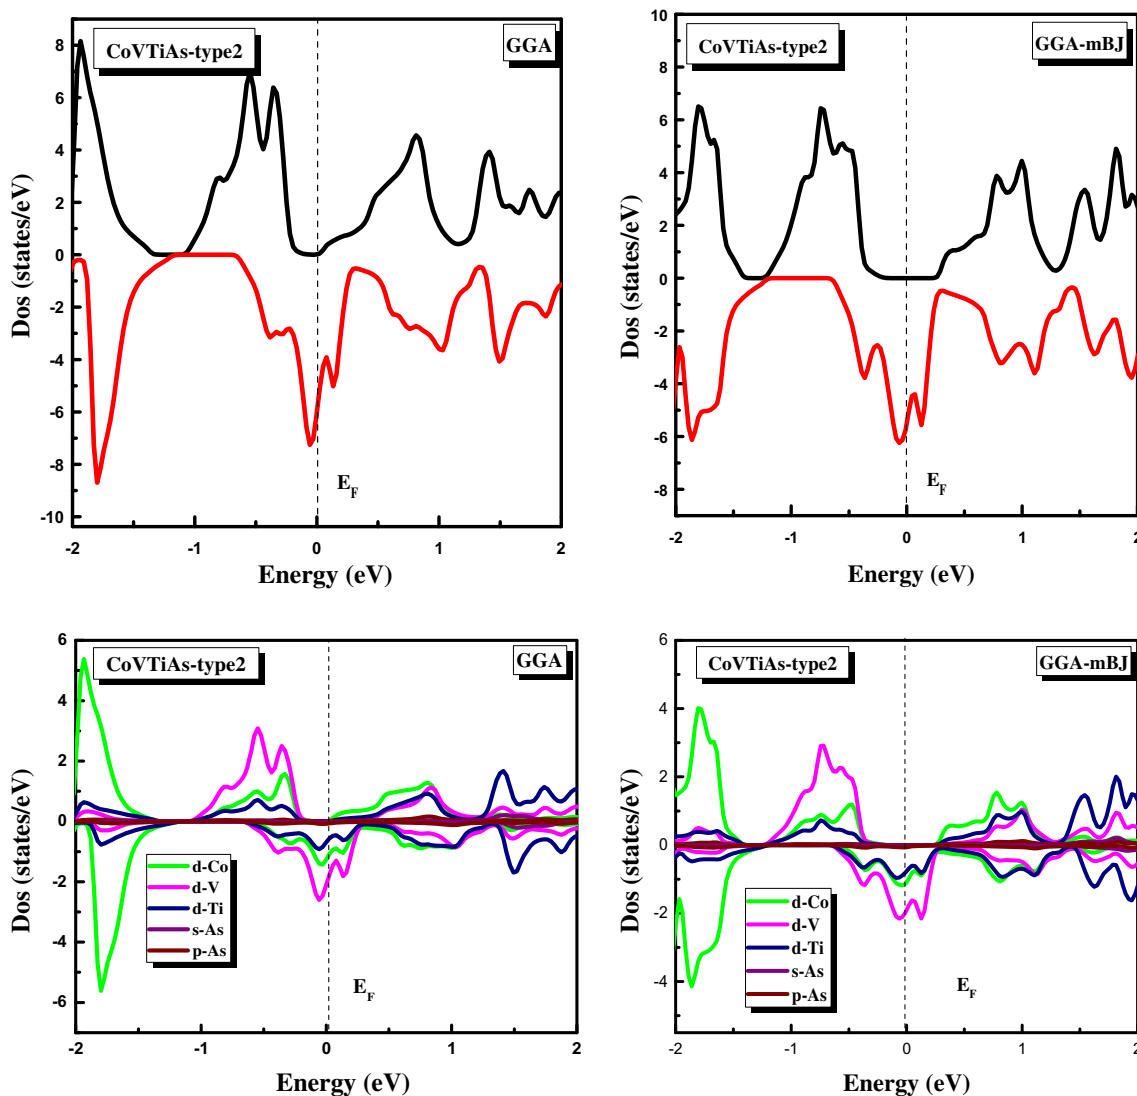 CoVTiAs-type2
GGA
8
6
4
2
0
-2
-4
-6
-8
-10
Dos (states/eV)
E_F
-2
-1
0
1
2
Energy (eV)
CoVTiAs-type2
GGA-mBJ
10
8
6
4
2
0
-2
-4
-6
-8
Dos (states/eV)
E_F
-2
-1
0
1
2
Energy (eV)
CoVTiAs-type2
GGA
6
4
2
0
-2
-4
-6
Dos (states/eV)
d-Co
d-V
d-Ti
s-As
p-As
E_F
-2
-1
0
1
2
Energy (eV)
CoVTiAs-type2
GGA-mBJ
6
4
2
0
-2
-4
Dos (states/eV)
d-Co
d-V
d-Ti
s-As
p-As
E_F
-2
-1
0
1
2
Energy (eV)